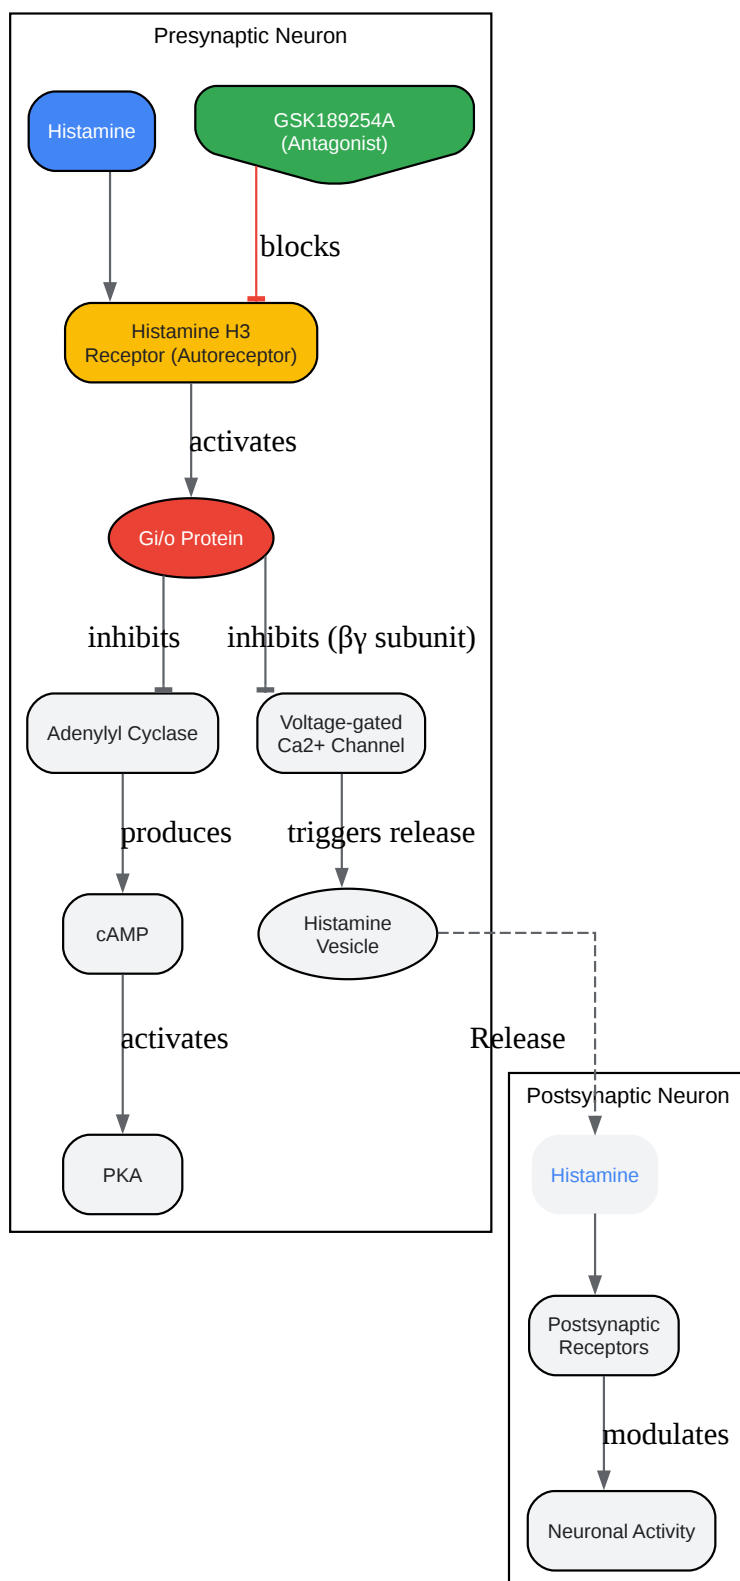 Presynaptic Neuron
Histamine
GSK189254A
(Antagonist)
blocks
Histamine H3
Receptor (Autoreceptor)
activates
Gi/o Protein
inhibits
inhibits (βγ subunit)
Adenylyl Cyclase
Voltage-gated
Ca2+ Channel
produces
triggers release
cAMP
Histamine
Vesicle
activates
Release
PKA
Postsynaptic Neuron
Histamine
Postsynaptic
Receptors
modulates
Neuronal Activity